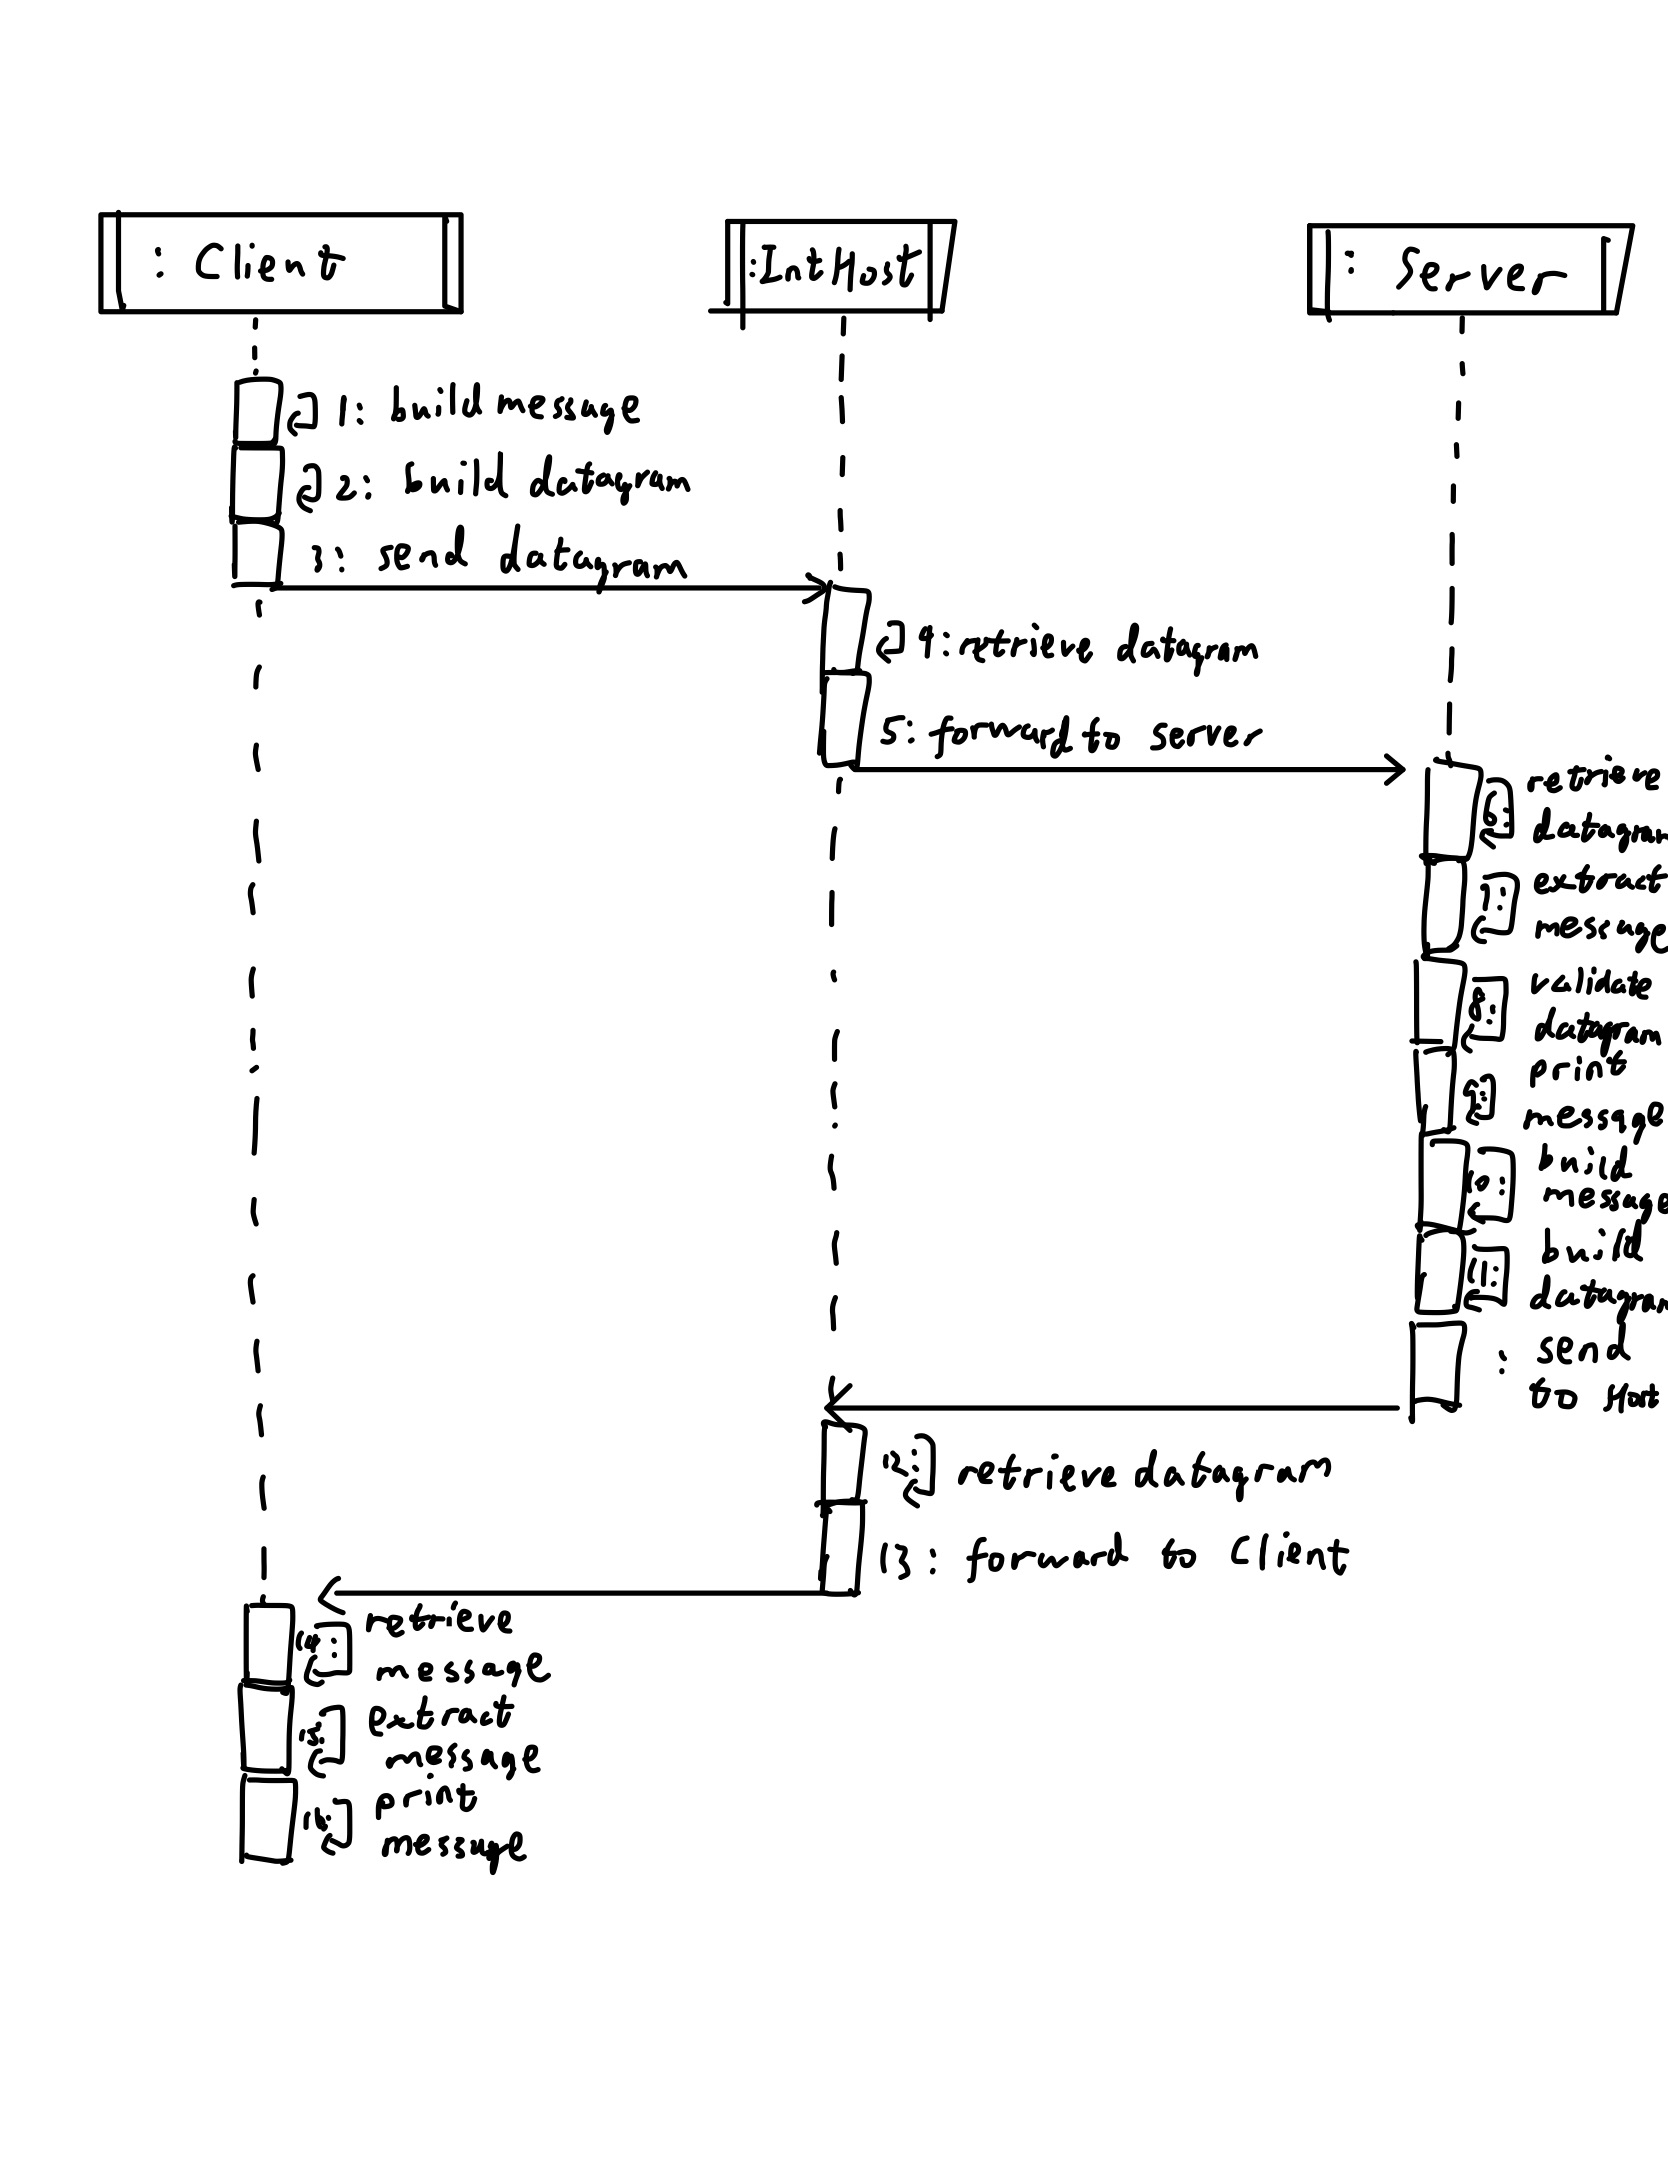 : Client
:IntHost
: Server
1: build message
2: build datagram
3: send datagram
4: retrieve datagram
5: forward to server
6: retrieve
datagram
7: extract
message
8: validate
datagram
9: print
message
10: build
message
11: build
datagram
: send
to Host
12: retrieve datagram
13: forward to Client
14: retrieve
message
15: extract
message
16: print
message